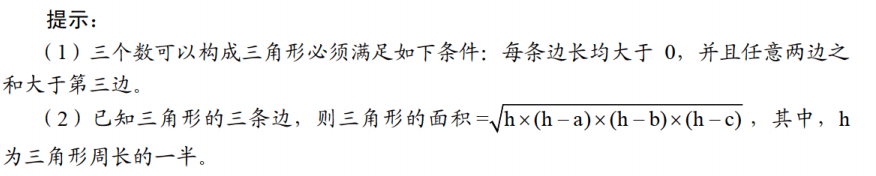 提示：
（1）三个数可以构成三角形必须满足如下条件：每条边长均大于 0，并且任意两边之
和大于第三边。
（2）已知三角形的三条边，则三角形的面积=√h×(h−a)×(h−b)×(h−c)，其中，h
为三角形周长的一半。